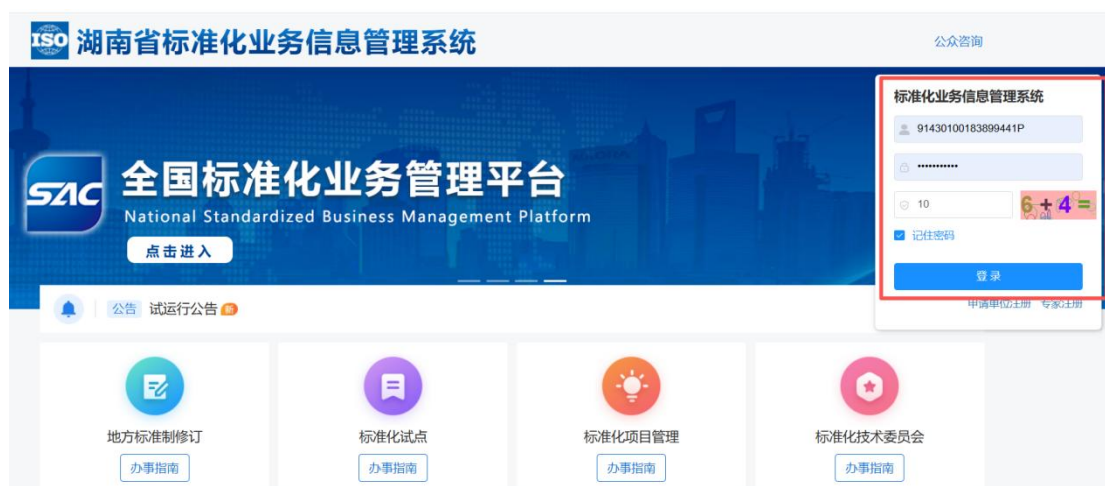 ISO 湖南省标准化业务信息管理系统
公众咨询
SAC
全国标准化业务管理平台
National Standardized Business Management Platform
点击进入
标准化业务信息管理系统
91430100183899441P
•••••••••••
10
6+4=
记住密码
登录
申请单位注册 专家注册
公告 试运行公告 新
地方标准制修订
办事指南
标准化试点
办事指南
标准化项目管理
办事指南
标准化技术委员会
办事指南